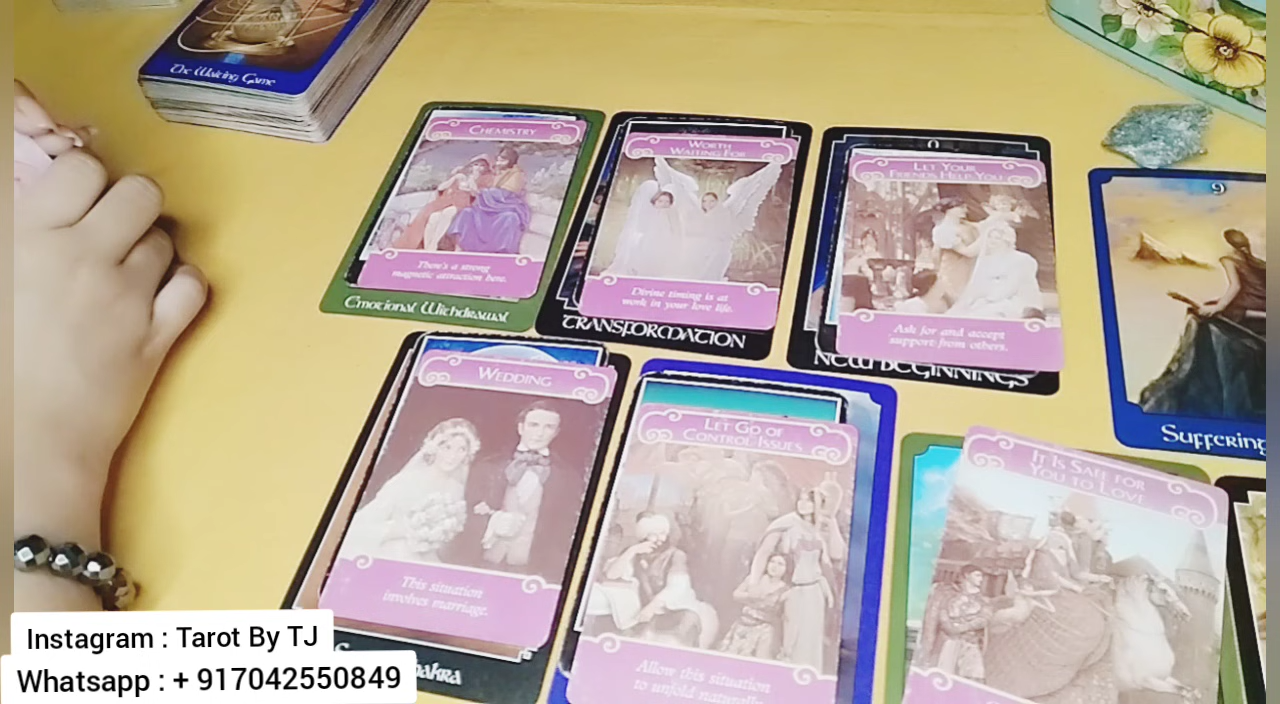 The Waiting Game
CHEMISTRY
There's a strong
magnetic attraction here.
Emotional Withdrawal
WORTH
WAITING FOR
Divine timing is at
work in your love life.
TRANSFORMATION
0
LET YOUR
FRIENDS HELP YOU
Ask for and accept
support from others.
NEW BEGINNINGS
9
Suffering
WEDDING
This situation
involves marriage.
LET GO OF
CONTROL ISSUES
Allow this situation
to unfold naturally.
IT IS SAFE FOR
YOU TO LOVE
Instagram : Tarot By TJ
Whatsapp : + 917042550849